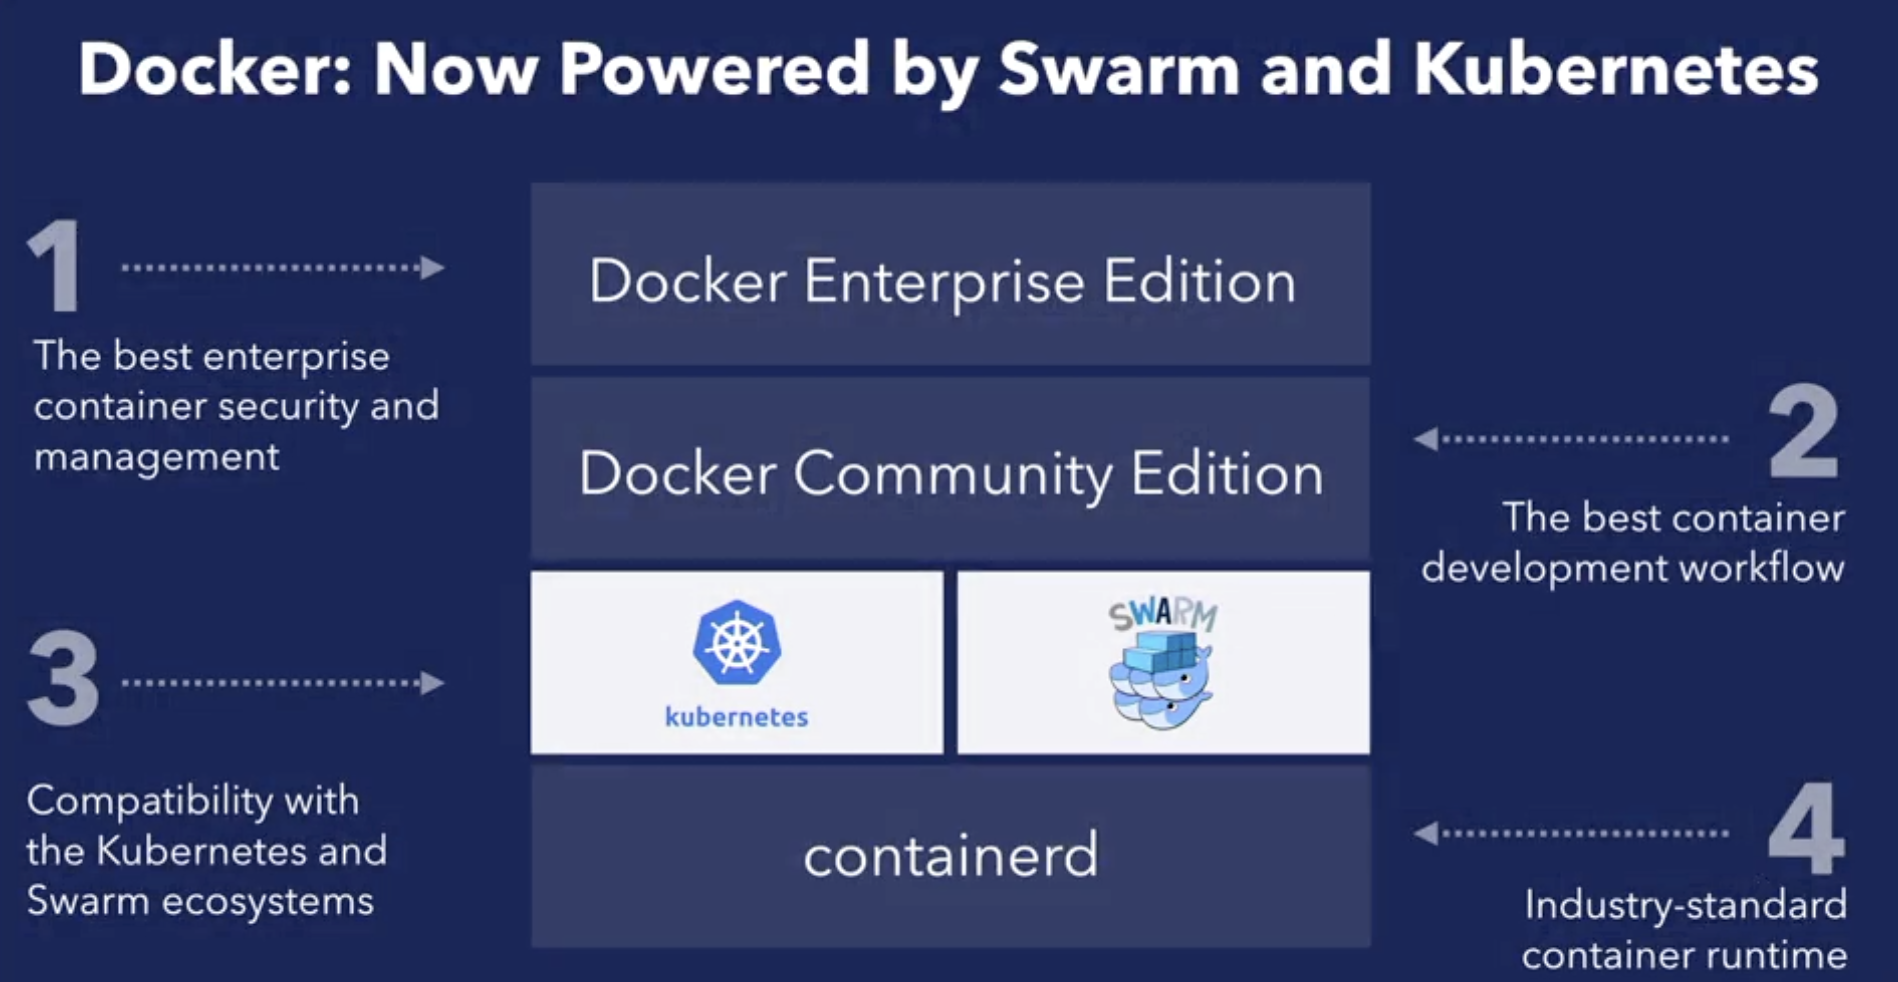 Docker: Now Powered by Swarm and Kubernetes
1
The best enterprise
container security and
management
Docker Enterprise Edition
Docker Community Edition
2
The best container
development workflow
3
Compatibility with
the Kubernetes and
Swarm ecosystems
kubernetes
SWARM
containerd
4
Industry-standard
container runtime